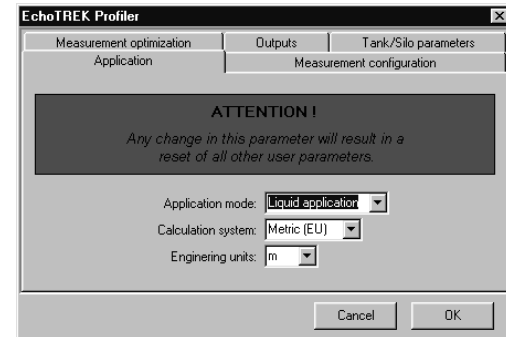 EchoTREK Profiler
Measurement optimization Outputs Tank/Silo parameters
Application Measurement configuration
ATTENTION !
Any change in this parameter will result in a
reset of all other user parameters.
Application mode: Liquid application
Calculation system: Metric (EU)
Enginering units: m
Cancel OK